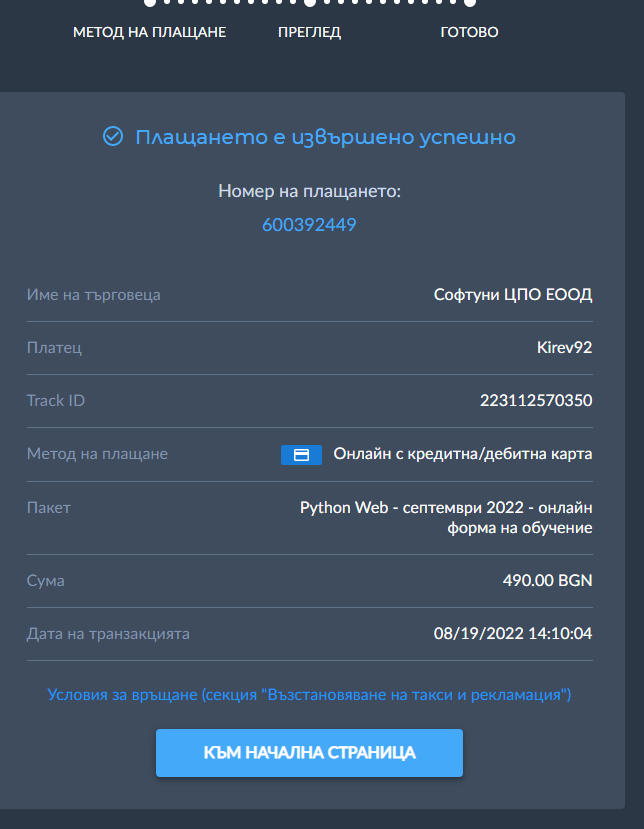 МЕТОД НА ПЛАЩАНЕ ПРЕГЛЕД ГОТОВО
Плащането е извършено успешно
Номер на плащането:
600392449
Име на търговеца Софтуни ЦПО ЕООД
Платец Kirev92
Track ID 223112570350
Метод на плащане Онлайн с кредитна/дебитна карта
Пакет Python Web - септември 2022 - онлайн
форма на обучение
Сума 490.00 BGN
Дата на транзакцията 08/19/2022 14:10:04
Условия за връщане (секция "Възстановяване на такси и рекламация")
КЪМ НАЧАЛНА СТРАНИЦА